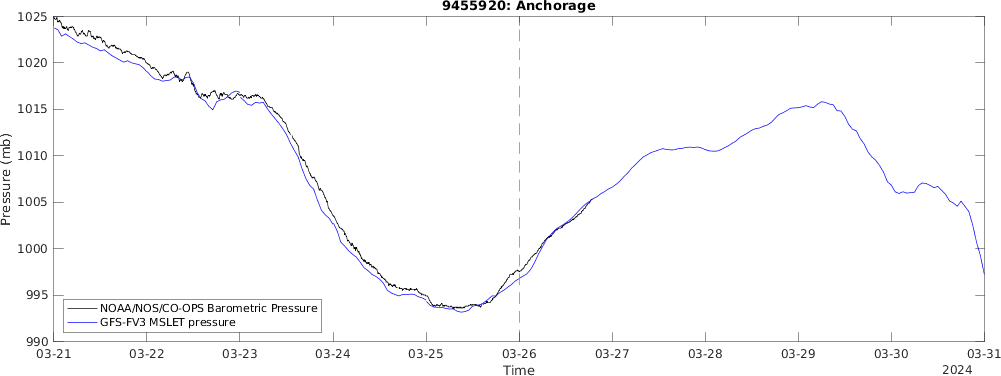 9455920: Anchorage
1025
1020
1015
1010
1005
1000
995
990
Pressure (mb)
NOAA/NOS/CO-OPS Barometric Pressure
GFS-FV3 MSLET pressure
03-21 03-22 03-23 03-24 03-25 03-26 03-27 03-28 03-29 03-30 03-31
Time
2024